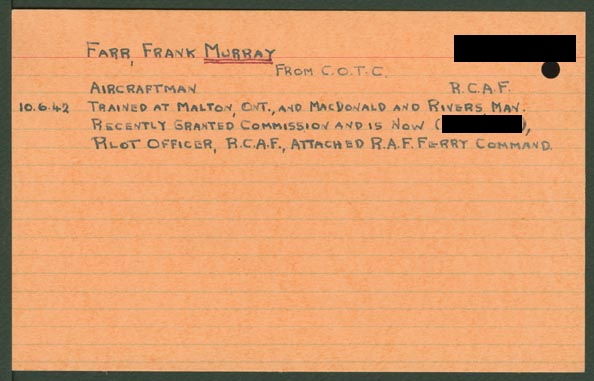 FARR, FRANK MURRAY
FROM C.O.T.C.
AIRCRAFTMAN R.C.A.F.
10.6.42 TRAINED AT MALTON, ONT., AND MACDONALD AND RIVERS, MAN.
RECENTLY GRANTED COMMISSION AND IS NOW ( ),
PILOT OFFICER, R.C.A.F., ATTACHED R.A.F. FERRY COMMAND.